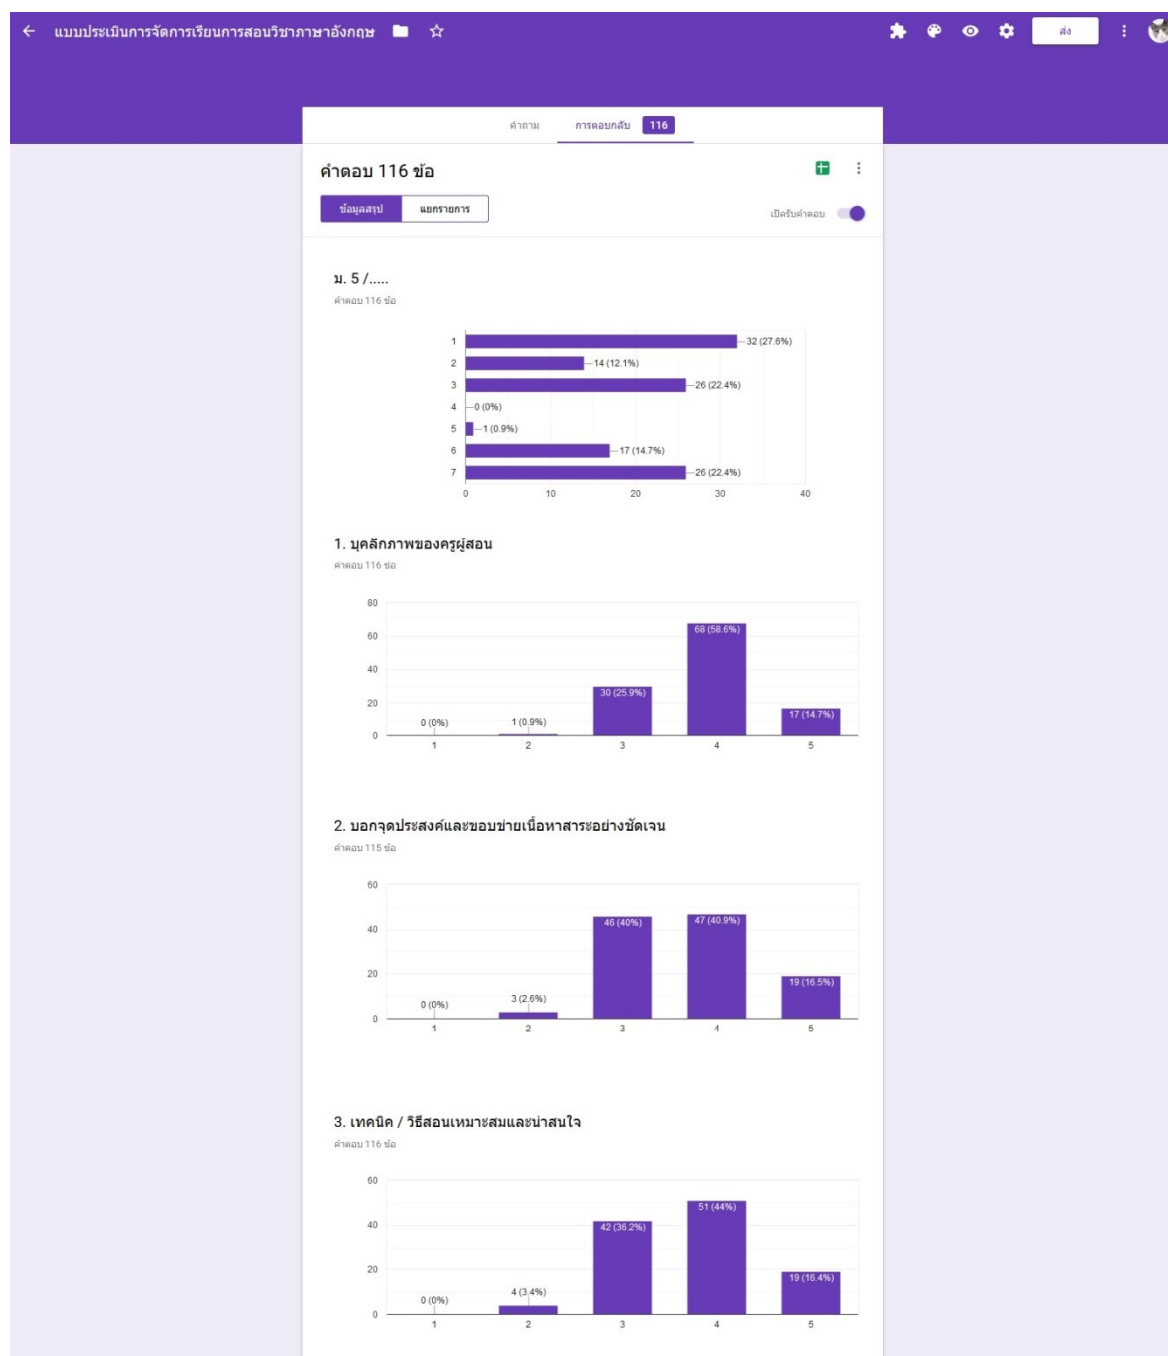 แบบประเมินการจัดการเรียนการสอนวิชาภาษาอังกฤษ
ส่ง
คำถาม การตอบกลับ 116
คำตอบ 116 ข้อ
ข้อมูลสรุป แยกรายการ
เปิดรับคำตอบ
ม. 5 /.....
คำตอบ 116 ข้อ
1 32 (27.6%)
2 14 (12.1%)
3 26 (22.4%)
4 0 (0%)
5 1 (0.9%)
6 17 (14.7%)
7 26 (22.4%)
0 10 20 30 40
1. บุคลิกภาพของครูผู้สอน
คำตอบ 116 ข้อ
80
60
40
20
0
0 (0%) 1 (0.9%) 30 (25.9%) 68 (58.6%) 17 (14.7%)
1 2 3 4 5
2. บอกจุดประสงค์และขอบข่ายเนื้อหาสาระอย่างชัดเจน
คำตอบ 115 ข้อ
60
40
20
0
0 (0%) 3 (2.6%) 46 (40%) 47 (40.9%) 19 (16.5%)
1 2 3 4 5
3. เทคนิค / วิธีสอนเหมาะสมและน่าสนใจ
คำตอบ 116 ข้อ
60
40
20
0
0 (0%) 4 (3.4%) 42 (36.2%) 51 (44%) 19 (16.4%)
1 2 3 4 5